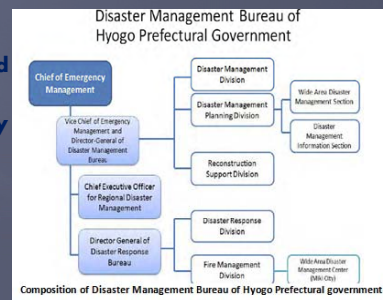 Disaster Management Bureau of
Hyogo Prefectural Government
d
y
Chief of Emergency
Management
Vice Chief of Emergency
Management and
Director-General of
Disaster Management
Bureau
Chief Executive Officer
for Regional Disaster
Management
Director General of
Disaster Response
Bureau
Disaster Management
Division
Disaster Management
Planning Division
Reconstruction
Support Division
Disaster Response
Division
Fire Management
Division
Wide Area Disaster
Management Section
Disaster
Management
Information Section
Wide Area Disaster
Management Center
(Miki City)
Composition of Disaster Management Bureau of Hyogo Prefectural government